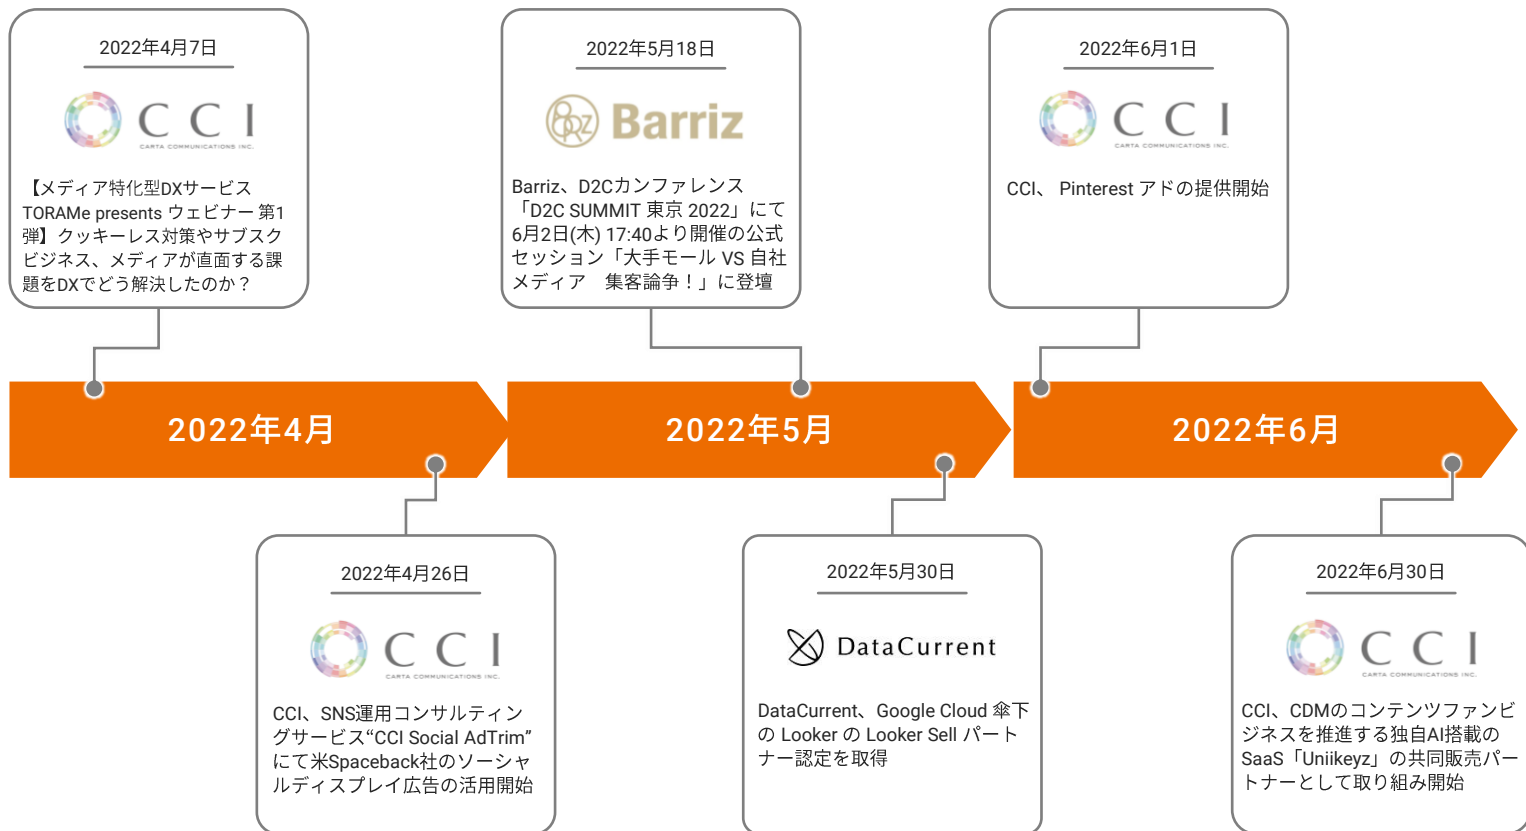 2022年4月7日
CCI
CARTA COMMUNICATIONS INC.
【メディア特化型DXサービス
TORAMe presents ウェビナー 第1
弾】クッキーレス対策やサブスク
ビジネス、メディアが直面する課
題をDXでどう解決したのか？
2022年5月18日
Barriz
Barriz、D2Cカンファレンス
「D2C SUMMIT 東京 2022」にて
6月2日(木) 17:40より開催の公式
セッション「大手モール VS 自社
メディア　集客論争！」に登壇
2022年6月1日
CCI
CARTA COMMUNICATIONS INC.
CCI、 Pinterest アドの提供開始
2022年4月
2022年5月
2022年6月
2022年4月26日
CCI
CARTA COMMUNICATIONS INC.
CCI、SNS運用コンサルティン
グサービス“CCI Social AdTrim”
にて米Spaceback社のソーシャ
ルディスプレイ広告の活用開始
2022年5月30日
DataCurrent
DataCurrent、Google Cloud 傘下
の Looker の Looker Sell パート
ナー認定を取得
2022年6月30日
CCI
CARTA COMMUNICATIONS INC.
CCI、CDMのコンテンツファンビ
ジネスを推進する独自AI搭載の
SaaS「Uniikeyz」の共同販売パー
トナーとして取り組み開始